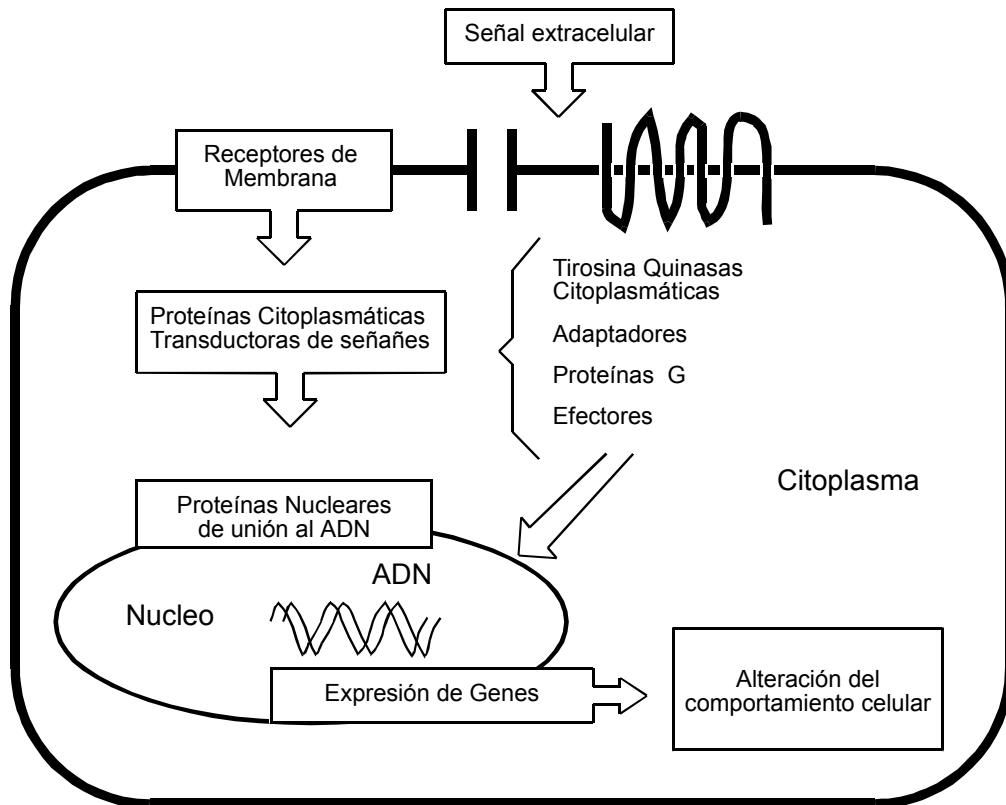 Señal extracelular
Receptores de
Membrana
Tirosina Quinasas
Citoplasmáticas
Adaptadores
Proteínas G
Efectores
Proteínas Citoplasmáticas
Transductoras de señañes
Citoplasma
Proteínas Nucleares
de unión al ADN
ADN
Nucleo
Expresión de Genes
Alteración del
comportamiento celular